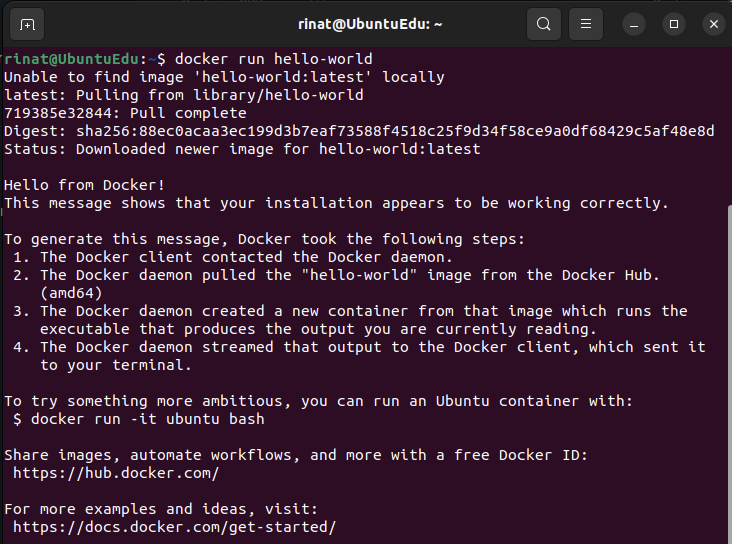 rinat@UbuntuEdu: ~
rinat@UbuntuEdu:~$ docker run hello-world
Unable to find image 'hello-world:latest' locally
latest: Pulling from library/hello-world
719385e32844: Pull complete
Digest: sha256:88ec0acaa3ec199d3b7eaf73588f4518c25f9d34f58ce9a0df68429c5af48e8d
Status: Downloaded newer image for hello-world:latest
Hello from Docker!
This message shows that your installation appears to be working correctly.
To generate this message, Docker took the following steps:
1. The Docker client contacted the Docker daemon.
2. The Docker daemon pulled the "hello-world" image from the Docker Hub.
(amd64)
3. The Docker daemon created a new container from that image which runs the
executable that produces the output you are currently reading.
4. The Docker daemon streamed that output to the Docker client, which sent it
to your terminal.
To try something more ambitious, you can run an Ubuntu container with:
$ docker run -it ubuntu bash
Share images, automate workflows, and more with a free Docker ID:
https://hub.docker.com/
For more examples and ideas, visit:
https://docs.docker.com/get-started/